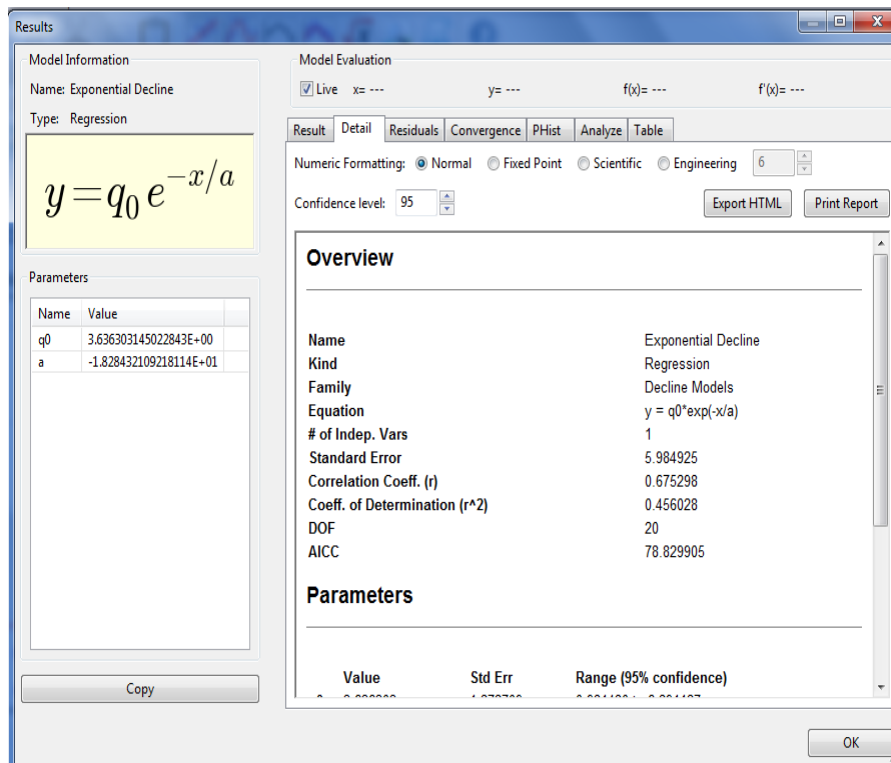 Results
Model Information
Name: Exponential Decline
Type: Regression
y=q0 e^-x/a
Parameters
Name Value
q0 3.636303145022843E+00
a -1.828432109218114E+01
Copy
Model Evaluation
Live x= --- y= --- f(x)= --- f'(x)= ---
Result Detail Residuals Convergence PHist Analyze Table
Numeric Formatting: Normal Fixed Point Scientific Engineering 6
Confidence level: 95 Export HTML Print Report
Overview
Name Exponential Decline
Kind Regression
Family Decline Models
Equation y = q0*exp(-x/a)
# of Indep. Vars 1
Standard Error 5.984925
Correlation Coeff. (r) 0.675298
Coeff. of Determination (r^2) 0.456028
DOF 20
AICC 78.829905
Parameters
Value Std Err Range (95% confidence)
OK